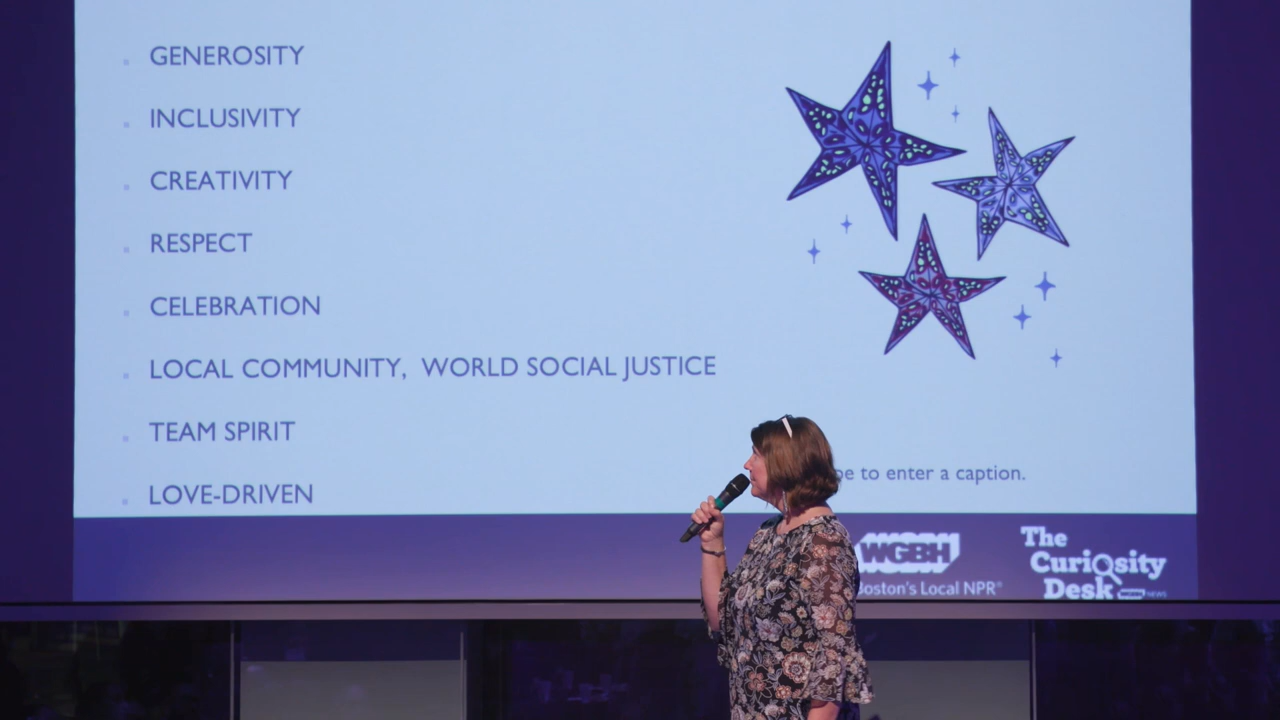 GENEROSITY
INCLUSIVITY
CREATIVITY
RESPECT
CELEBRATION
LOCAL COMMUNITY, WORLD SOCIAL JUSTICE
TEAM SPIRIT
LOVE-DRIVEN
to enter a caption.
WGBH
Boston's Local NPR®
The
Curiosity
Desk
NEWS